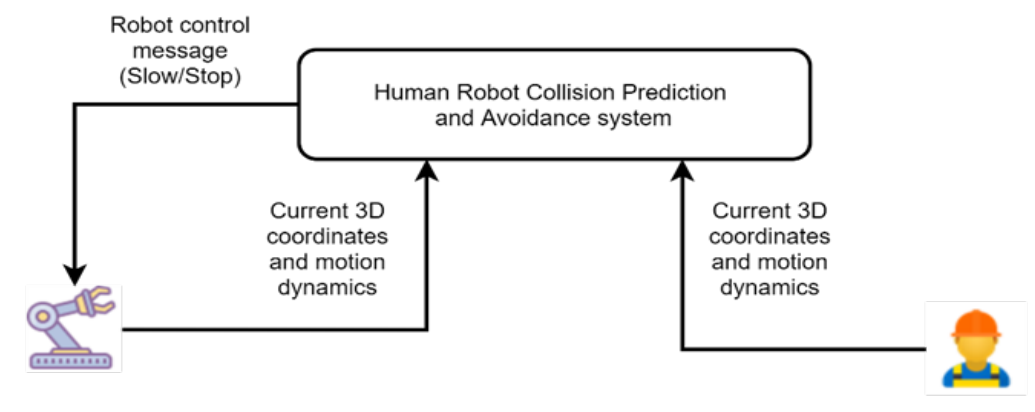 Robot control
message
(Slow/Stop)
Human Robot Collision Prediction
and Avoidance system
Current 3D
coordinates
and motion
dynamics
Current 3D
coordinates
and motion
dynamics